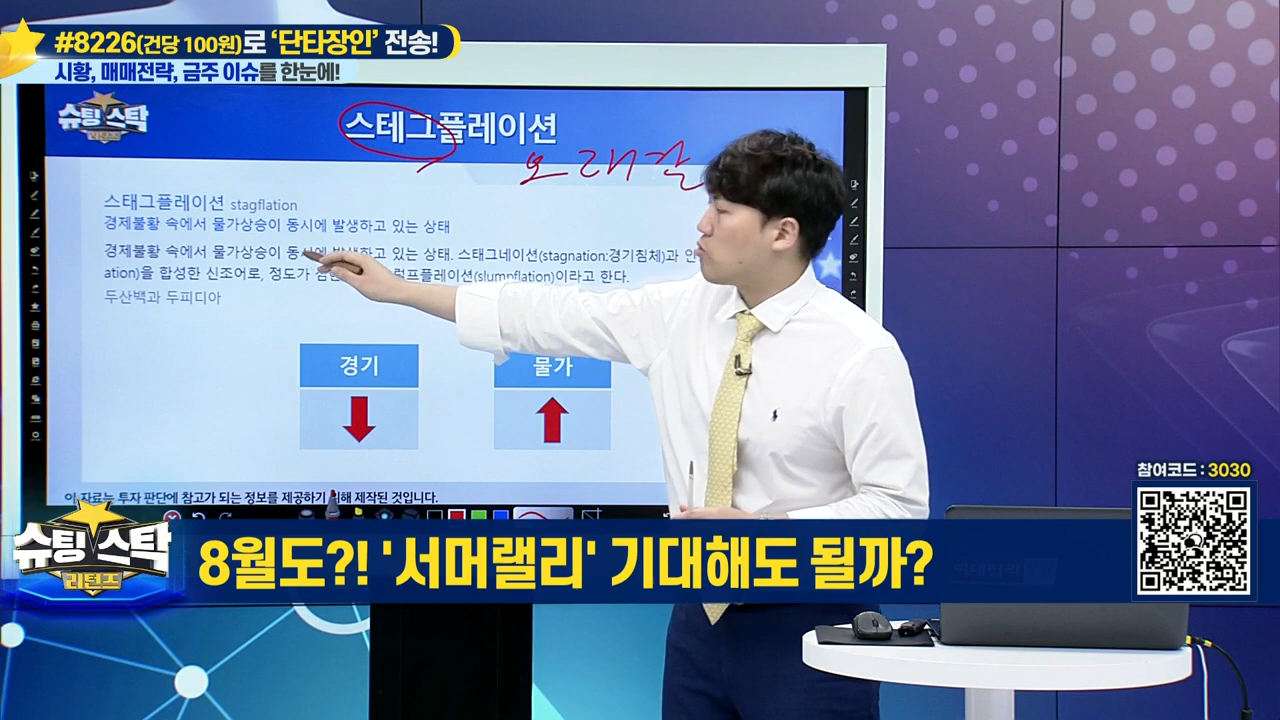 #8226(건당 100원)로 '단타장인' 전송!
시황, 매매전략, 금주 이슈를 한눈에!
슈팅 스탁
리턴즈
스테그플레이션
오래갈
스태그플레이션 stagflation
경제불황 속에서 물가상승이 동시에 발생하고 있는 상태
경제불황 속에서 물가상승이 동시에 발생하고 있는 상태. 스태그네이션(stagnation:경기침체)과 인
ation)을 합성한 신조어로, 정도가 심한 럼프플레이션(slumpflation)이라고 한다.
두산백과 두피디아
경기
물가
이 자료는 투자 판단에 참고가 되는 정보를 제공하기 위해 제작된 것입니다.
참여코드 : 3030
슈팅 스탁
리턴즈
8월도?! '서머랠리' 기대해도 될까?